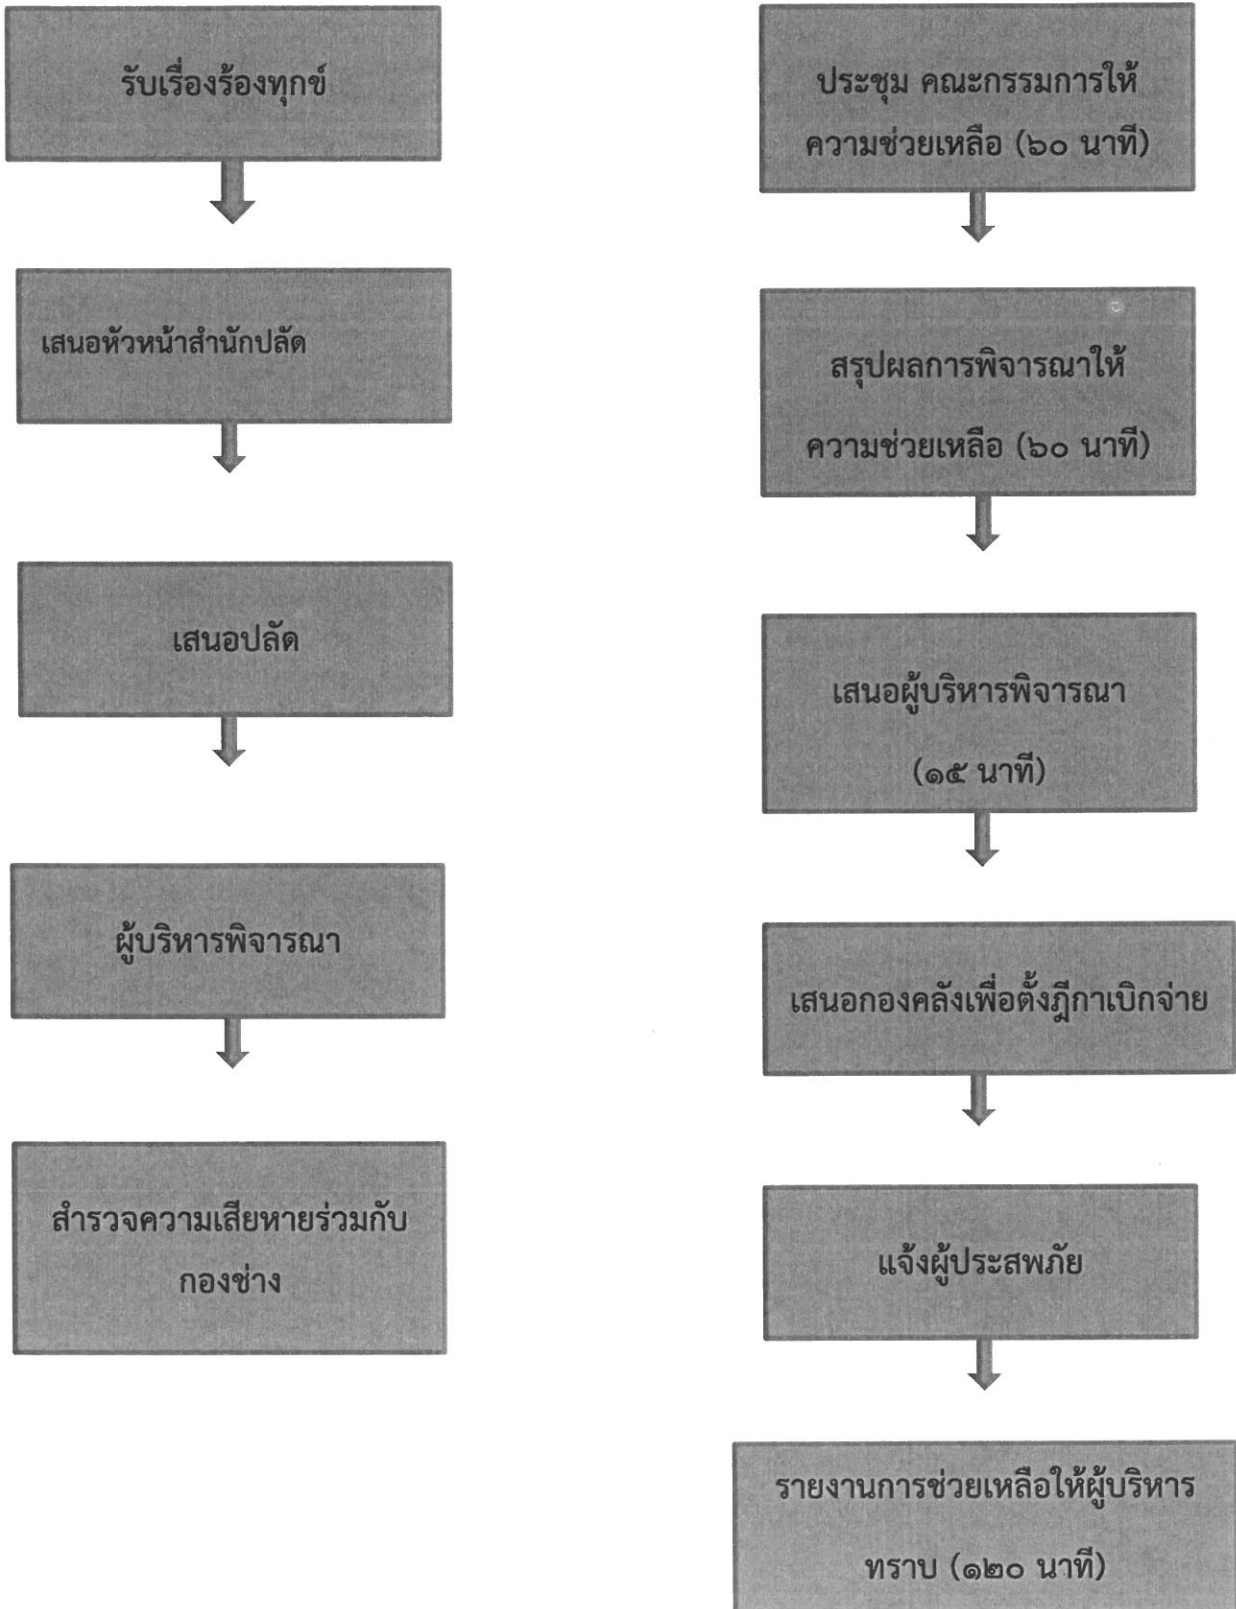 รับเรื่องร้องทุกข์
เสนอหัวหน้าสำนักปลัด
เสนอปลัด
ผู้บริหารพิจารณา
สำรวจความเสียหายร่วมกับ
กองช่าง
ประชุม คณะกรรมการให้
ความช่วยเหลือ (๖๐ นาที)
สรุปผลการพิจารณาให้
ความช่วยเหลือ (๖๐ นาที)
เสนอผู้บริหารพิจารณา
(๑๕ นาที)
เสนอกองคลังเพื่อตั้งฎีกาเบิกจ่าย
แจ้งผู้ประสพภัย
รายงานการช่วยเหลือให้ผู้บริหาร
ทราบ (๑๒๐ นาที)